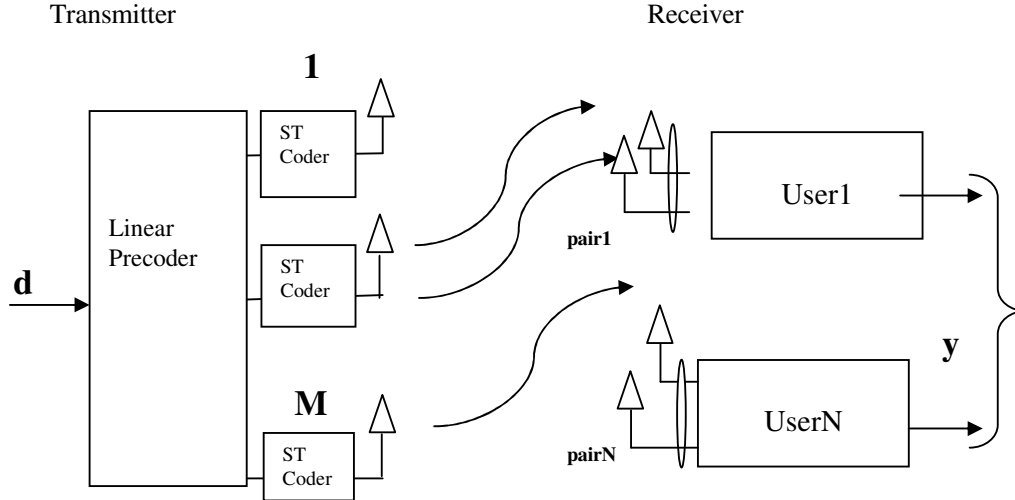 Transmitter
Receiver
1
ST
Coder
Linear
Precoder
ST
Coder
d
M
ST
Coder
User1
pair1
y
UserN
pairN